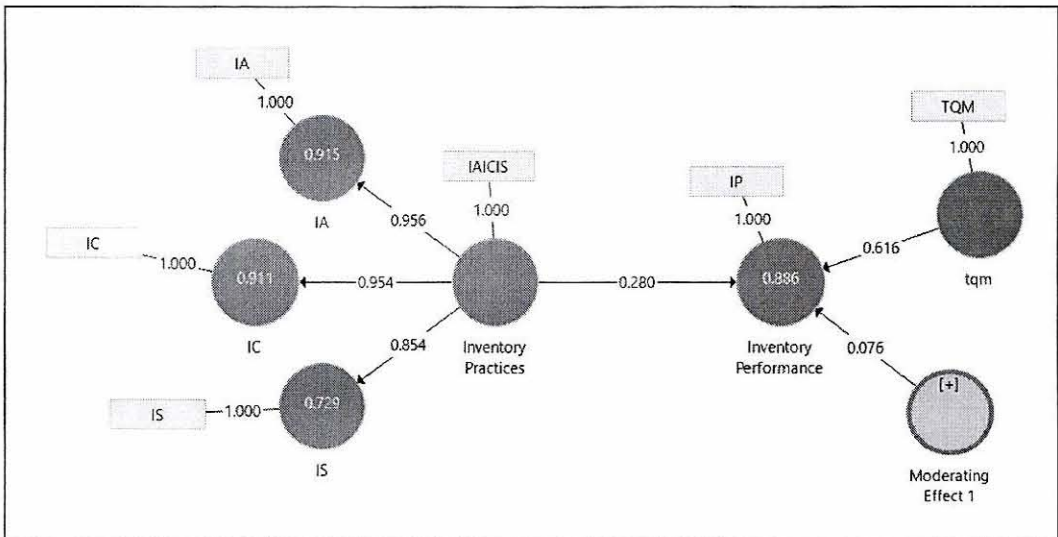 IA
1.000
0.915
IA
IC
1.000
0.911
IC
IS
1.000
0.729
IS
0.956
0.954
0.854
IAICIS
1.000
Inventory
Practices
0.280
IP
1.000
0.886
Inventory
Performance
TQM
1.000
tqm
0.616
0.076
[+]
Moderating
Effect 1